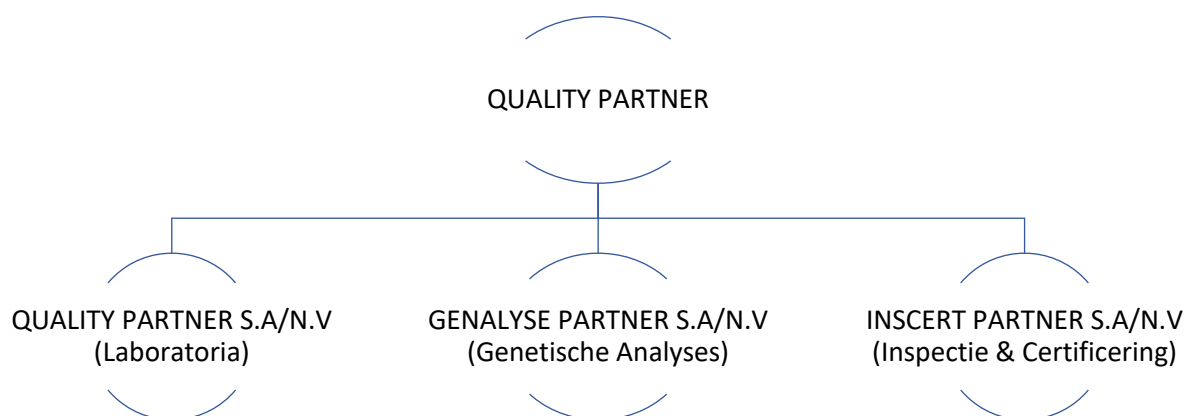 QUALITY PARTNER
QUALITY PARTNER S.A/N.V
(Laboratoria)
GENALYSE PARTNER S.A/N.V
(Genetische Analyses)
INSCERT PARTNER S.A/N.V
(Inspectie & Certificering)